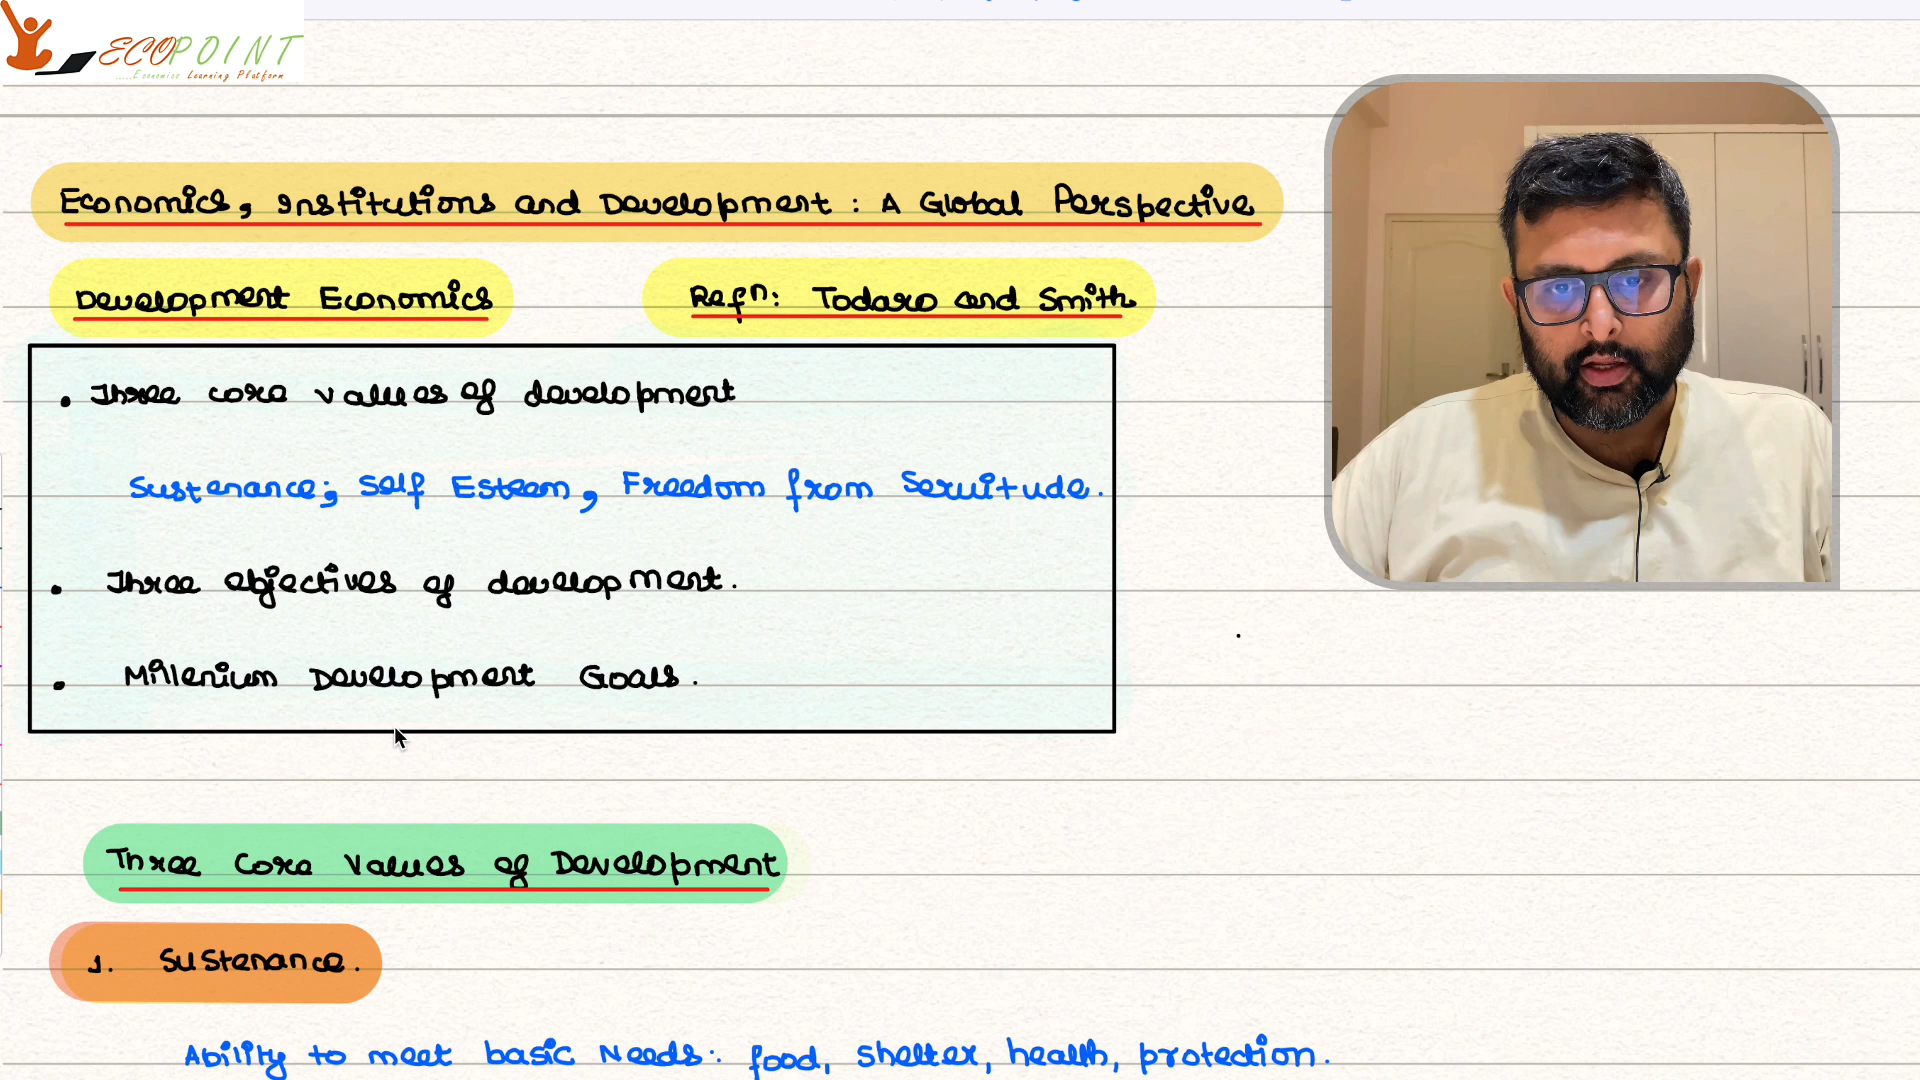 ECOPOINT
.....Economics Learning Platform
Economics, Institutions and Development : A Global Perspective
Development Economics
Refn: Todaro and Smith
• Three core values of development
Sustenance; Self Esteem, Freedom from Servitude.
• Three objectives of development.
• Millenium Development Goals.
Three Core Values of Development
1. Sustenance.
Ability to meet basic Needs: food, shelter, health, protection.